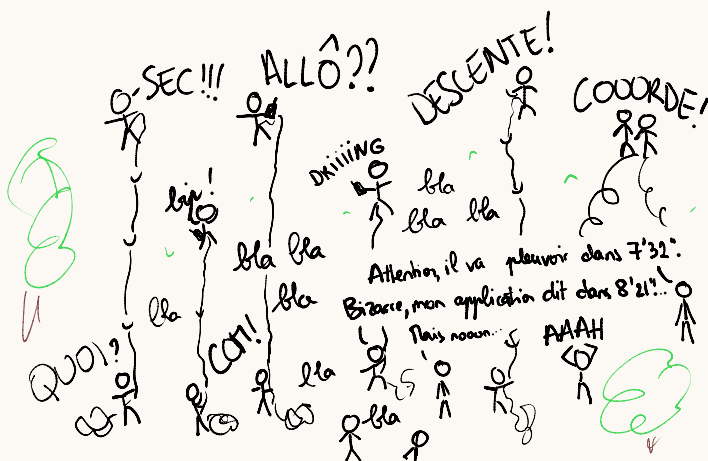 SEC!!!
ALLÔ??
DESCENTE!
COOORDE!
DRiiiiNG
bip!
bla
bla bla
bla bla
bla
bla
Attention, il va pleuvoir dans 7'32".
Bizarre, mon application dit dans 8'21"...
Mais nooon...
AAAH
QUOI?
bla
bla